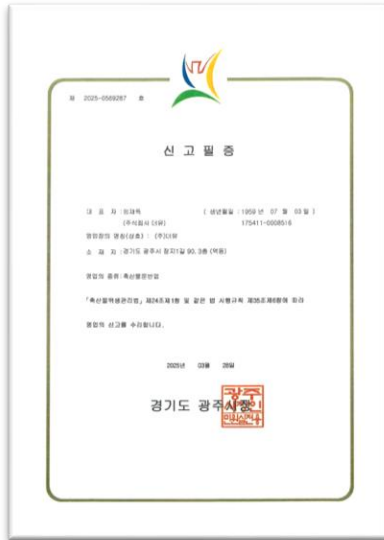 제 2025-0569287 호
신 고 필 증
대 표 자 : ( 생년월일 : 1959 년 07 월 03 일 )
(주식회사 더유) 175411-0008516
영업장의 명칭(상호) : (주)더유
소 재 지 : 경기도 광주시 참지1길 90, 3층 (역동)
영업의 종류: 축산물운반업
「축산물위생관리법」 제24조제1항 및 같은 법 시행규칙 제35조제6항에 따라
영업의 신고를 수리합니다.
2025년 03월 28일
경기도 광주시장